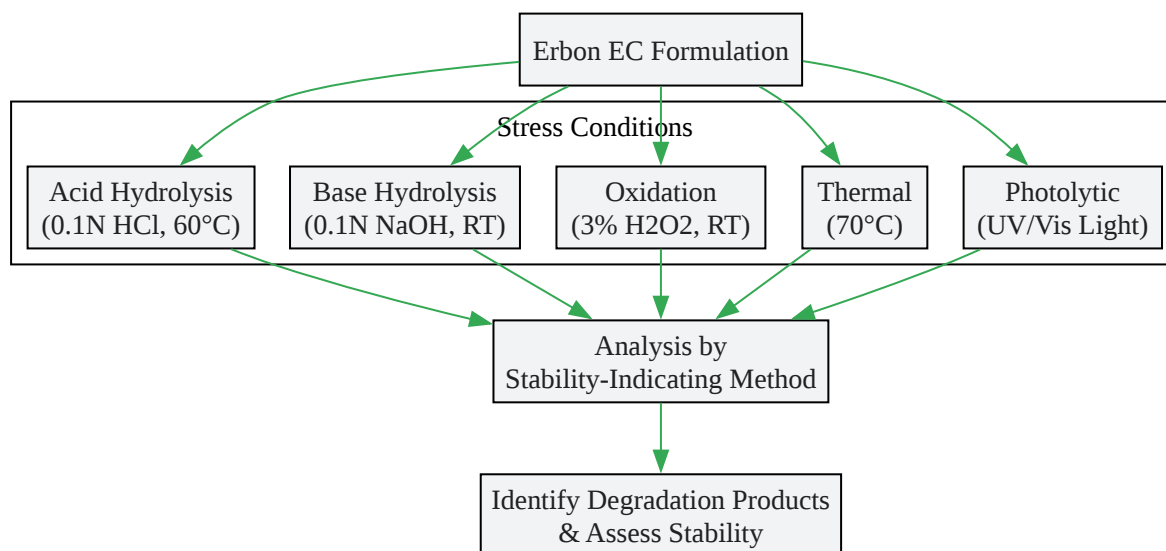 Erbon EC Formulation
Stress Conditions
Acid Hydrolysis
(0.1N HCl, 60°C)
Base Hydrolysis
(0.1N NaOH, RT)
Oxidation
(3% H2O2, RT)
Thermal
(70°C)
Photolytic
(UV/Vis Light)
Analysis by
Stability-Indicating Method
Identify Degradation Products
& Assess Stability